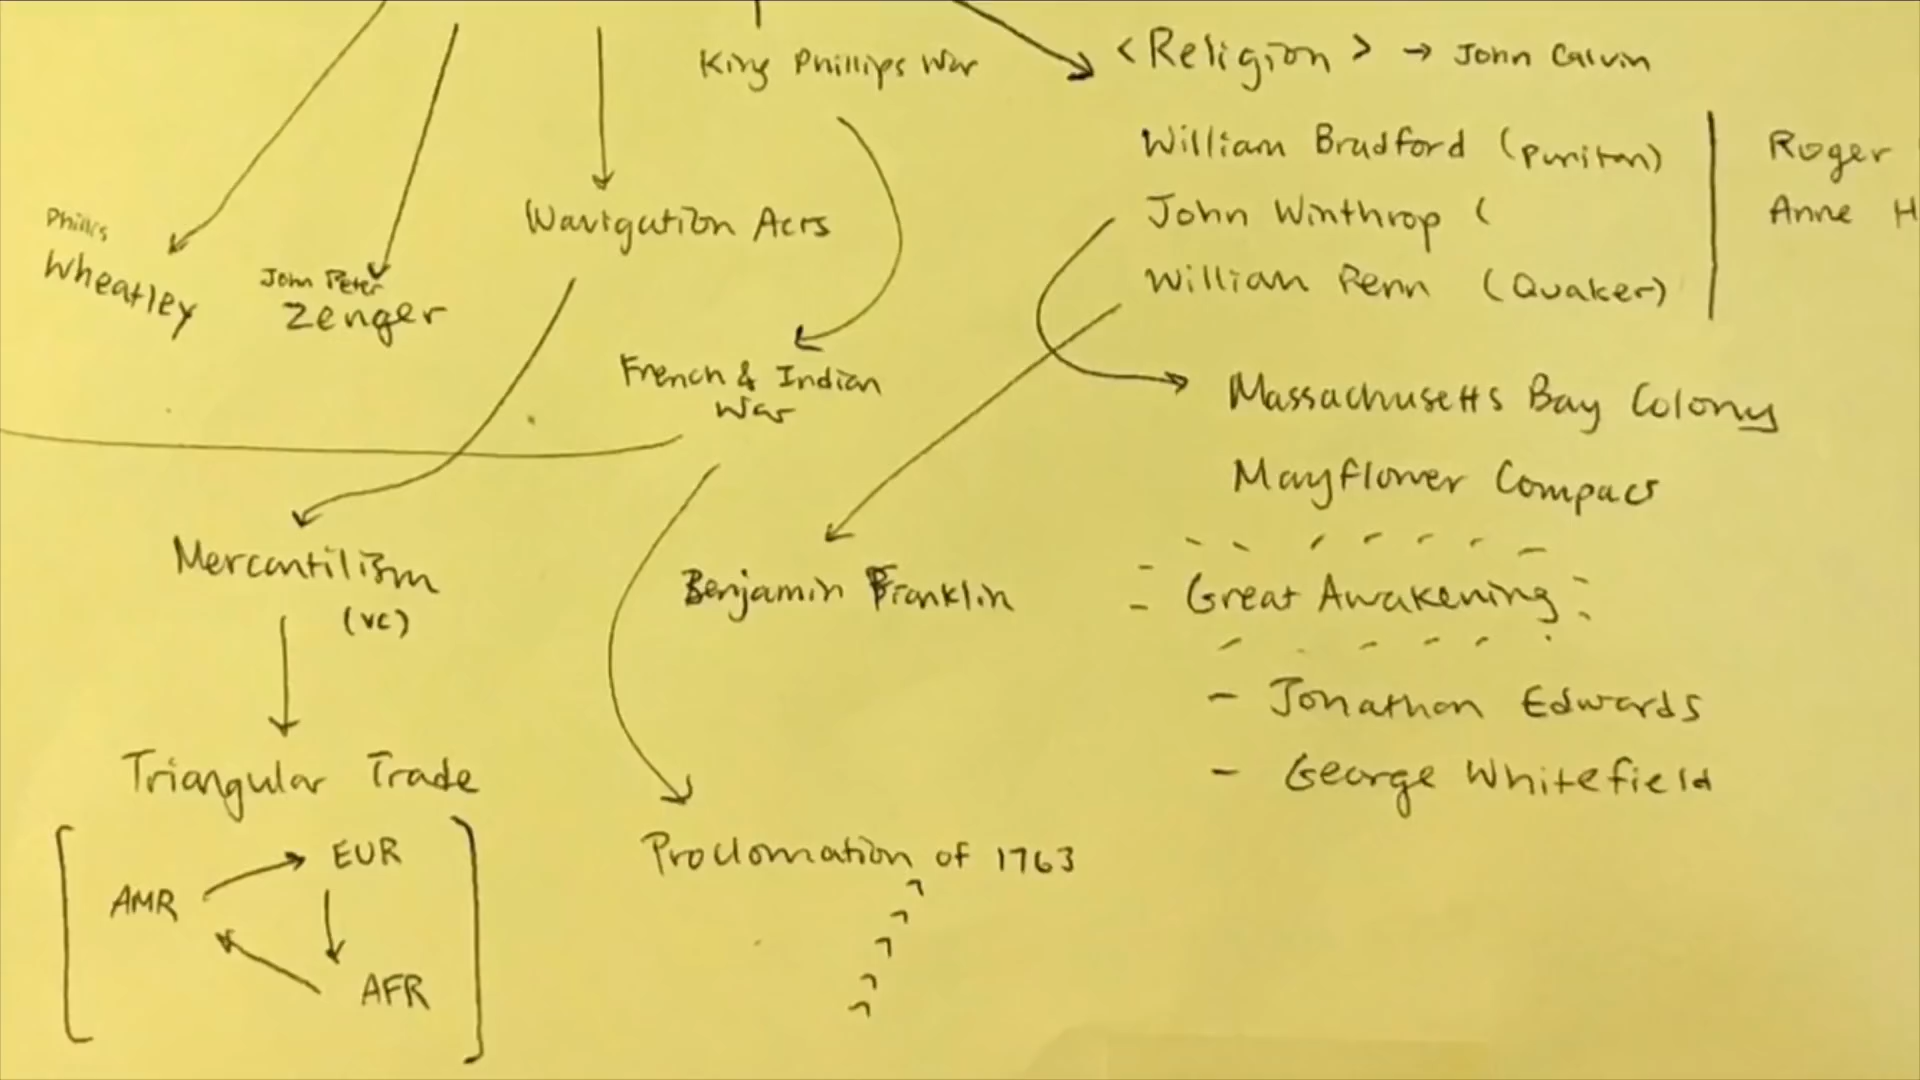 King Phillips War
<Religion> → John Calvin
William Bradford (puritan)
John Winthrop (
William Penn (Quaker)
Roger
Anne H
Phillis
Wheatley
John Peter
Zenger
Navigation Acts
French & Indian
War
Massachusetts Bay Colony
Mayflower Compact
Mercantilism
(VC)
Benjamin Franklin
Great Awakening
- Jonathan Edwards
- George Whitefield
Triangular Trade
EUR
AMR
AFR
Proclomation of 1763